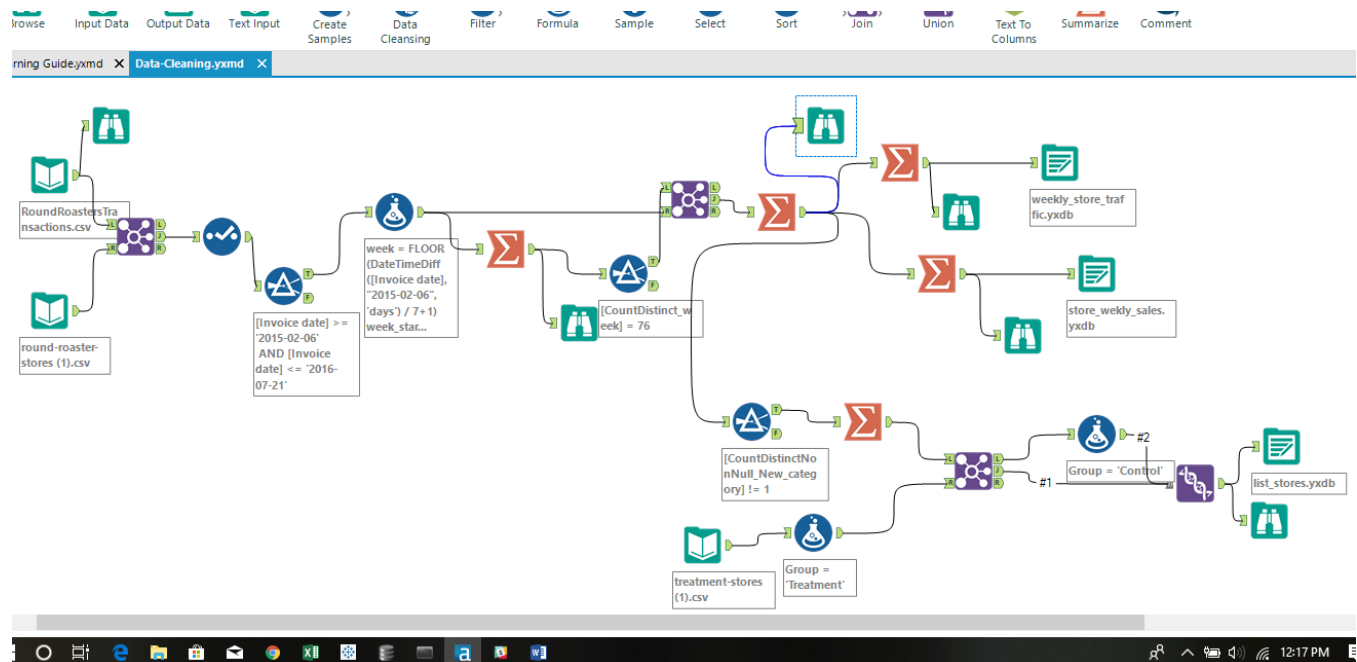 Browse
Input Data
Output Data
Text Input
Create
Samples
Data
Cleansing
Filter
Formula
Sample
Select
Sort
Join
Union
Text To
Columns
Summarize
Comment
rning Guide.yxmd X
Data-Cleaning.yxmd X
RoundRoastersTra
nsactions.csv
round-roaster-
stores (1).csv
L
R
L
J
R
[Invoice date] >=
'2015-02-06'
AND [Invoice
date] <= '2016-
07-21'
T
F
week = FLOOR
(DateTimeDiff
([Invoice date],
"2015-02-06",
'days') / 7+1)
week_star...
[CountDistinct_w
eek] = 76
T
F
L
R
L
J
R
weekly_store_traf
fic.yxdb
store_wekly_sales.
yxdb
T
F
[CountDistinctNo
nNull_New_categ
ory] != 1
treatment-stores
(1).csv
Group =
'Treatment'
L
R
L
J
R
#2
#1
Group = 'Control'
list_stores.yxdb
12:17 PM